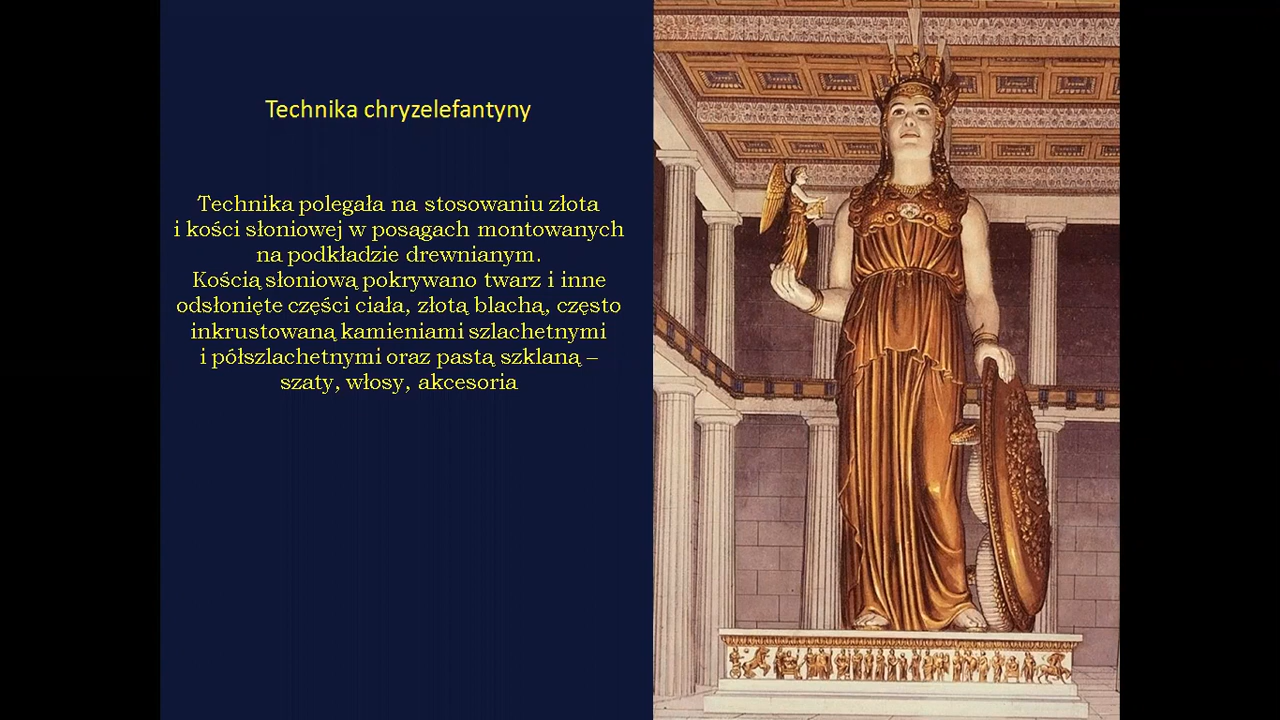 Technika chryzelefantyny
Technika polegała na stosowaniu złota
i kości słoniowej w posągach montowanych
na podkładzie drewnianym.
Kością słoniową pokrywano twarz i inne
odsłonięte części ciała, złotą blachą, często
inkrustowaną kamieniami szlachetnymi
i półszlachetnymi oraz pastą szklaną –
szaty, włosy, akcesoria